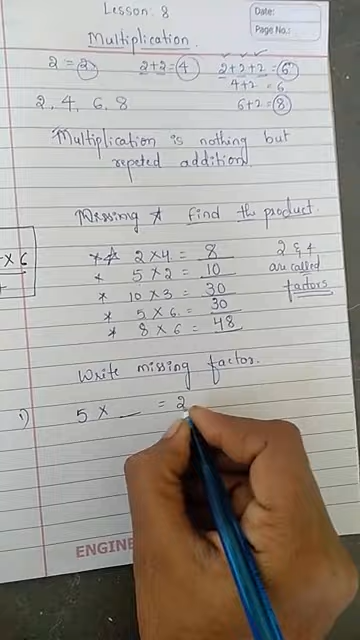 Lesson: 8
Date:
Page No.:
Multiplication.
2 = 2 2+2=4 2+2+2=6
4+2=6
2, 4, 6, 8 6+2=8
Multiplication is nothing but
repeted addition.
Missing * find the product.
* 2×4 = 8 2 & 4
* 5×2 = 10 are called
* 10×3 = 30 factors
* 5×6 = 30
* 8×6 = 48
× 6
Write missing factor.
1) 5 × __ = 2
ENGINE